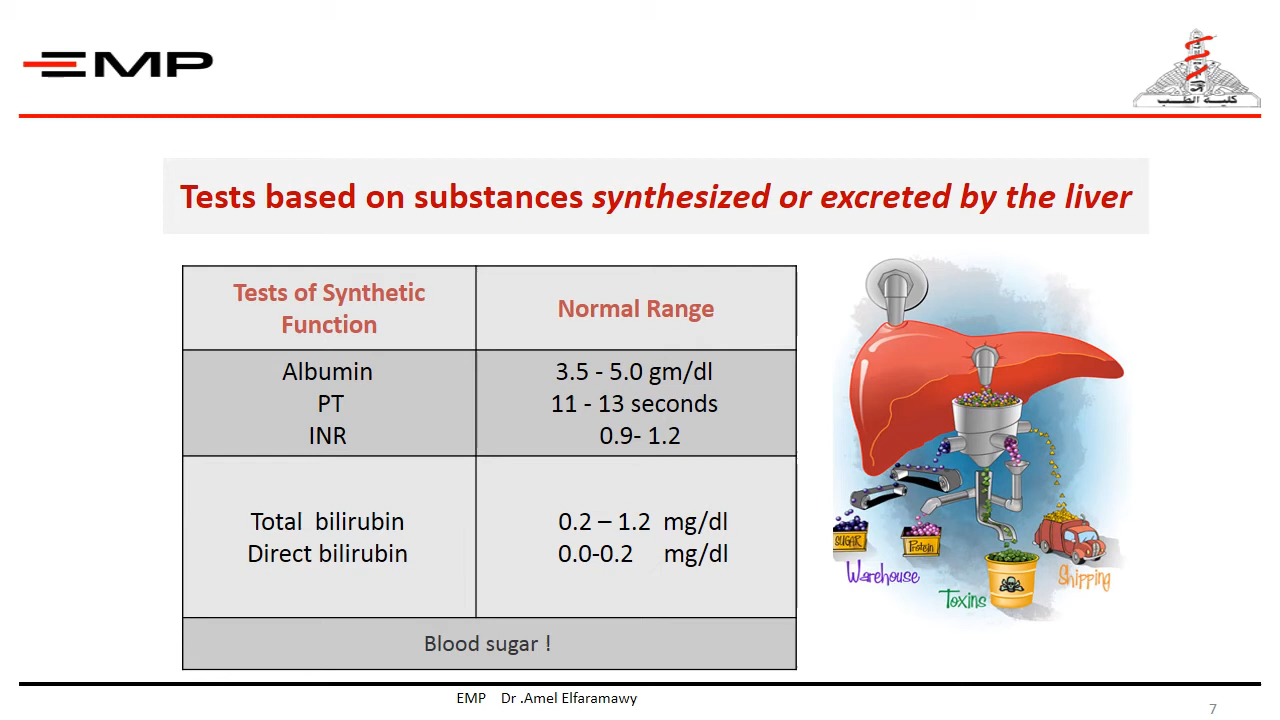 EMP
كلية الطب
Tests based on substances synthesized or excreted by the liver
Tests of Synthetic
Function
Normal Range
Albumin
3.5 - 5.0 gm/dl
PT
11 - 13 seconds
INR
0.9- 1.2
Total bilirubin
0.2 – 1.2 mg/dl
Direct bilirubin
0.0-0.2 mg/dl
Blood sugar !
SUGAR
Protein
Warehouse
Toxins
Shipping
EMP Dr .Amel Elfaramawy
7